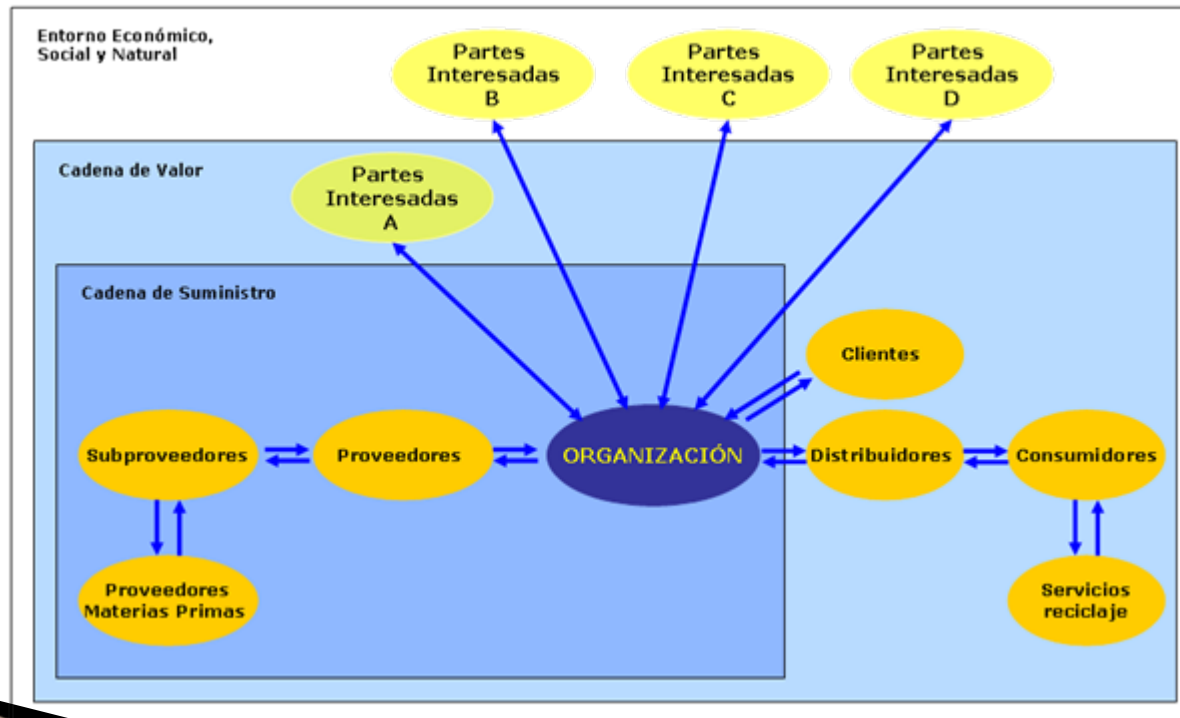 Entorno Económico,
Social y Natural
Partes
Interesadas
B
Partes
Interesadas
C
Partes
Interesadas
D
Cadena de Valor
Partes
Interesadas
A
Cadena de Suministro
Clientes
Subproveedores
Proveedores
ORGANIZACIÓN
Distribuidores
Consumidores
Proveedores
Materias Primas
Servicios
reciclaje